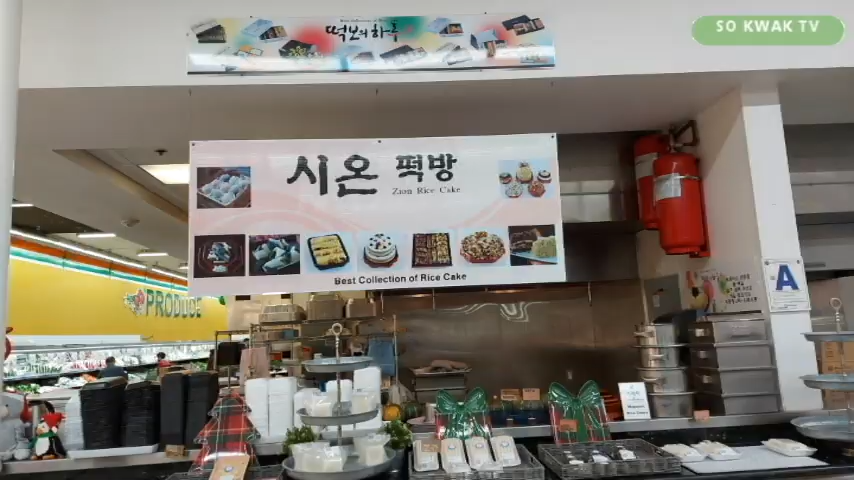 SO KWAK TV
떡보의하루
시온 떡방
Zion Rice Cake
Best Collection of Rice Cake
PRODUCE
A